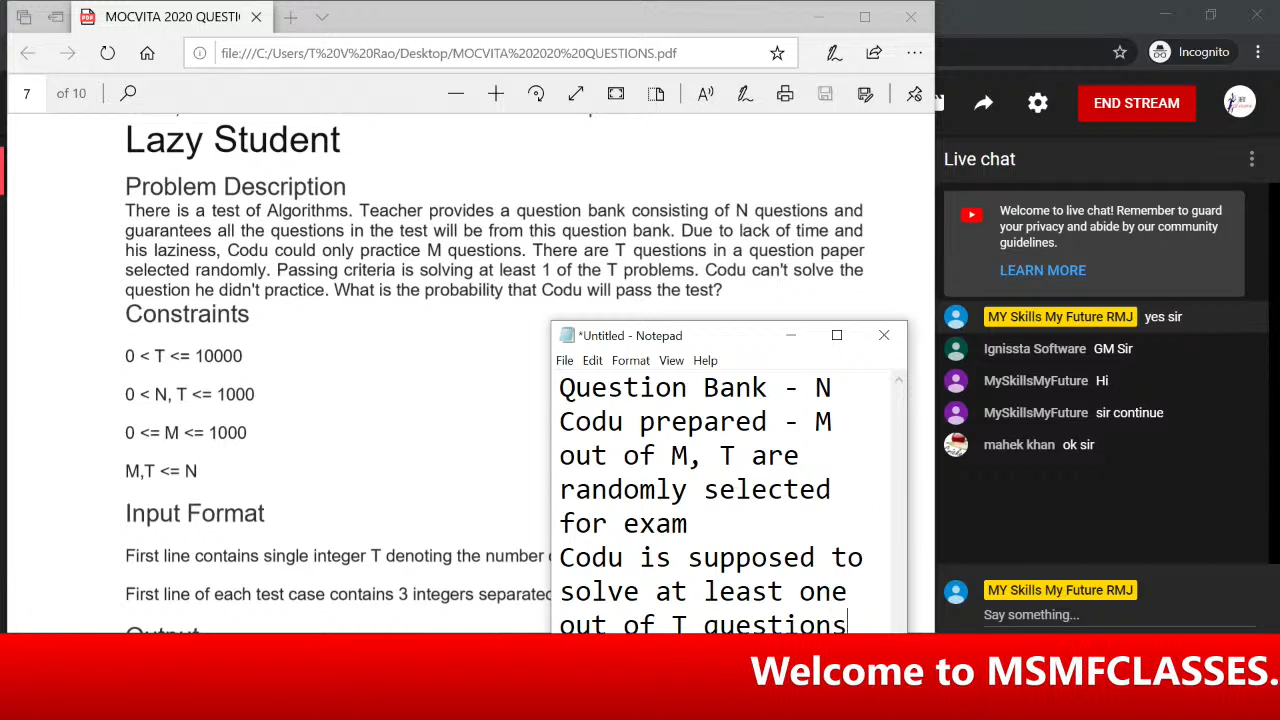 MOCVITA 2020 QUESTI
file:///C:/Users/T%20V%20Rao/Desktop/MOCVITA%202020%20QUESTIONS.pdf
Incognito
7 of 10
END STREAM
Lazy Student
Problem Description
There is a test of Algorithms. Teacher provides a question bank consisting of N questions and
guarantees all the questions in the test will be from this question bank. Due to lack of time and
his laziness, Codu could only practice M questions. There are T questions in a question paper
selected randomly. Passing criteria is solving at least 1 of the T problems. Codu can't solve the
question he didn't practice. What is the probability that Codu will pass the test?
Constraints
0 < T <= 10000
0 < N, T <= 1000
0 <= M <= 1000
M,T <= N
Input Format
First line contains single integer T denoting the number
First line of each test case contains 3 integers separated
Output
*Untitled - Notepad
File Edit Format View Help
Question Bank - N
Codu prepared - M
out of M, T are
randomly selected
for exam
Codu is supposed to
solve at least one
out of T questions
Live chat
Welcome to live chat! Remember to guard
your privacy and abide by our community
guidelines.
LEARN MORE
MY Skills My Future RMJ yes sir
Ignissta Software GM Sir
MySkillsMyFuture Hi
MySkillsMyFuture sir continue
mahek khan ok sir
MY Skills My Future RMJ
Say something...
Welcome to MSMFCLASSES.